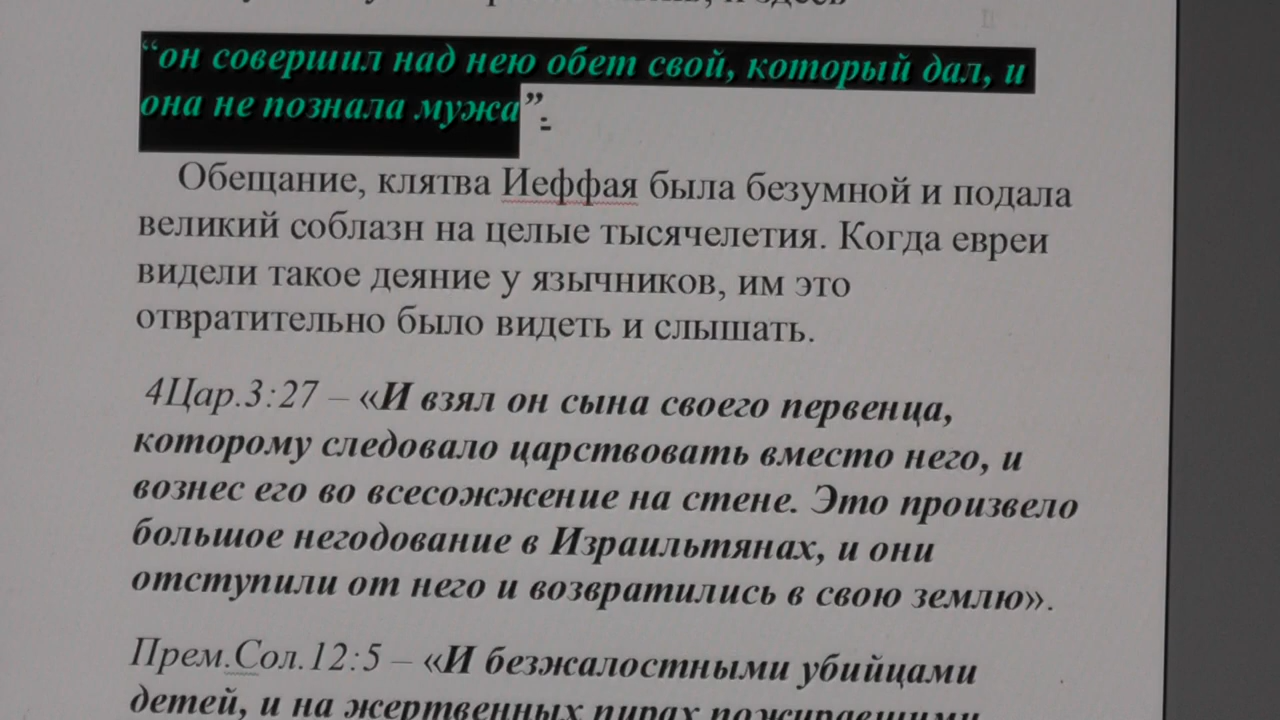 “он совершил над нею обет свой, который дал, и
она не познала мужа”.
Обещание, клятва Иеффая была безумной и подала
великий соблазн на целые тысячелетия. Когда евреи
видели такое деяние у язычников, им это
отвратительно было видеть и слышать.
4Цар.3:27 – «И взял он сына своего первенца,
которому следовало царствовать вместо него, и
вознес его во всесожжение на стене. Это произвело
большое негодование в Израильтянах, и они
отступили от него и возвратились в свою землю».
Прем.Сол.12:5 – «И безжалостными убийцами
детей, и на жертвенных пирах пожиравшими